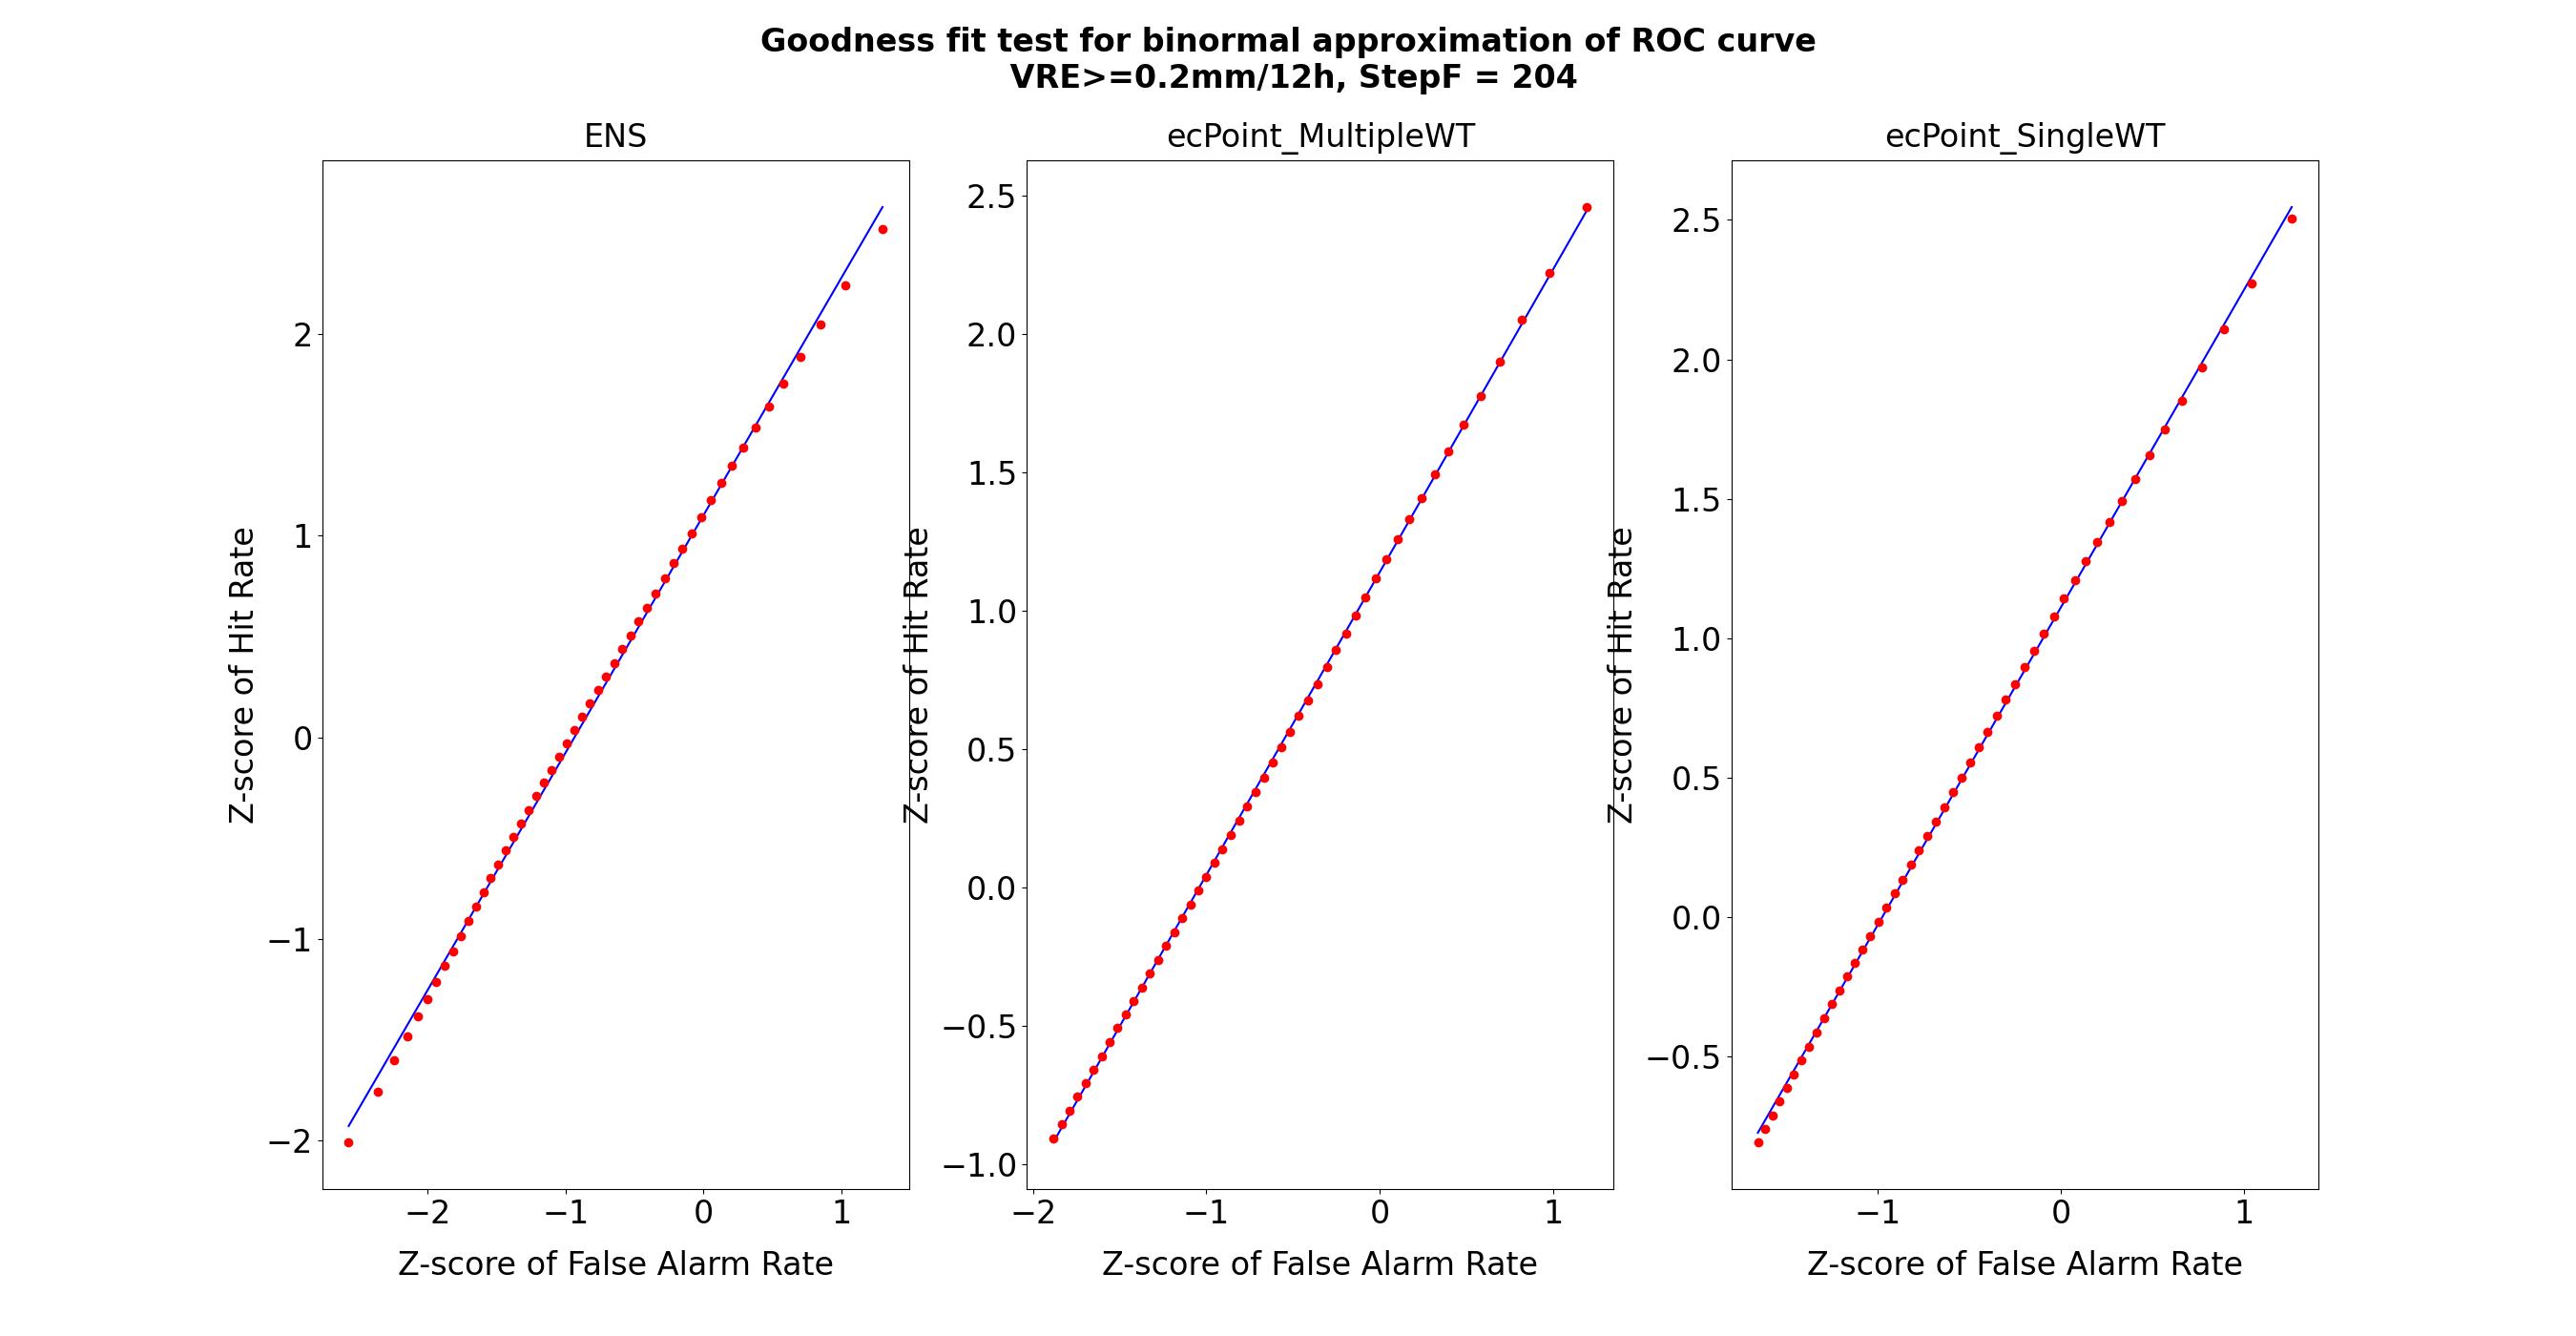 Goodness fit test for binormal approximation of ROC curve
VRE>=0.2mm/12h, StepF = 204
ENS
Z-score of Hit Rate
2
1
0
−1
−2
−2 −1 0 1
Z-score of False Alarm Rate
ecPoint_MultipleWT
Z-score of Hit Rate
2.5
2.0
1.5
1.0
0.5
0.0
−0.5
−1.0
−2 −1 0 1
Z-score of False Alarm Rate
ecPoint_SingleWT
Z-score of Hit Rate
2.5
2.0
1.5
1.0
0.5
0.0
−0.5
−1 0 1
Z-score of False Alarm Rate